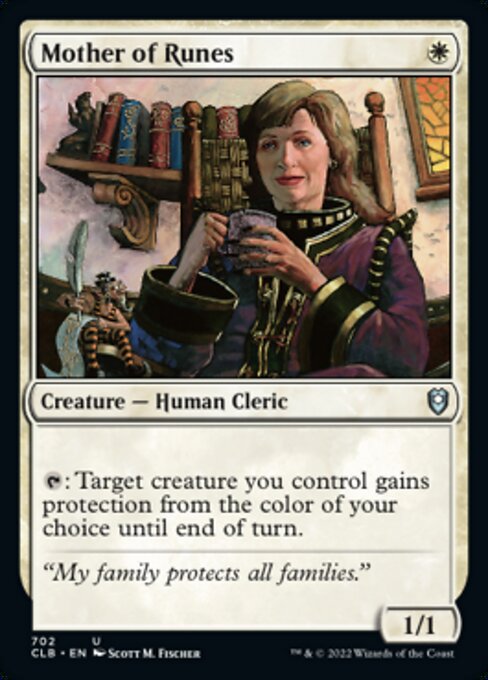 Mother of Runes
Creature — Human Cleric
: Target creature you control gains
protection from the color of your
choice until end of turn.
“My family protects all families.”
1/1
702 U
CLB • EN Scott M. Fischer
™ & © 2022 Wizards of the Coast